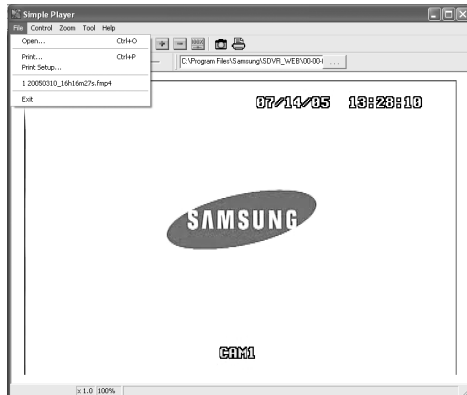 Simple Player
File Control Zoom Tool Help
Open... Ctrl+O
Print... Ctrl+P
Print Setup...
1 20050310_16h16m27s.fmp4
Exit
C:\Program Files\Samsung\SDVR_WEB\00-00-
...
07/14/05 13:28:10
SAMSUNG
CAM1
x 1.0 100%